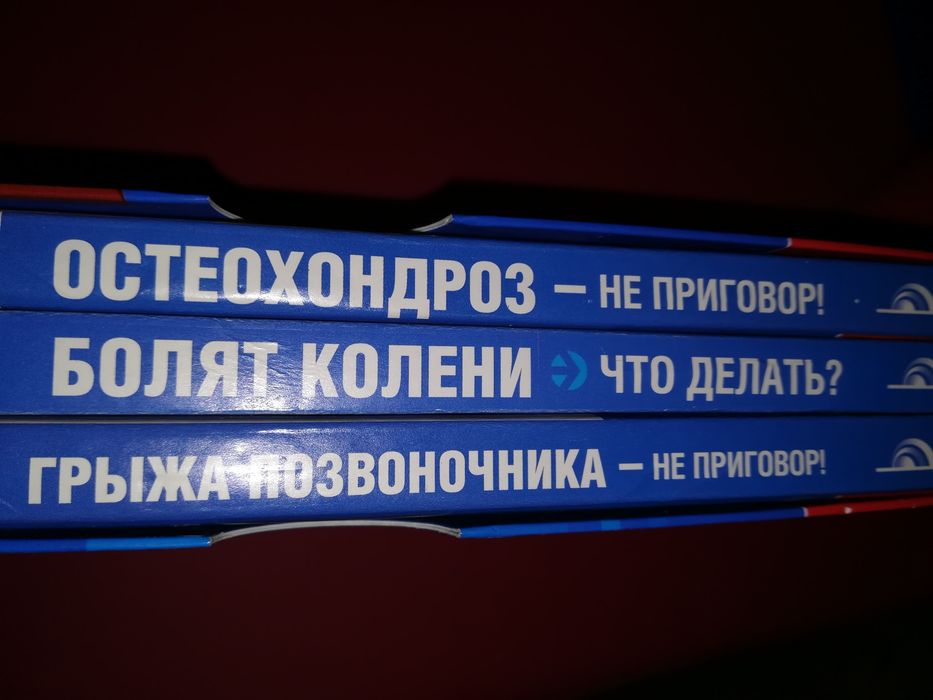 ОСТЕОХОНДРОЗ – НЕ ПРИГОВОР!
БОЛЯТ КОЛЕНИ ЧТО ДЕЛАТЬ?
ГРЫЖА ПОЗВОНОЧНИКА – НЕ ПРИГОВОР!